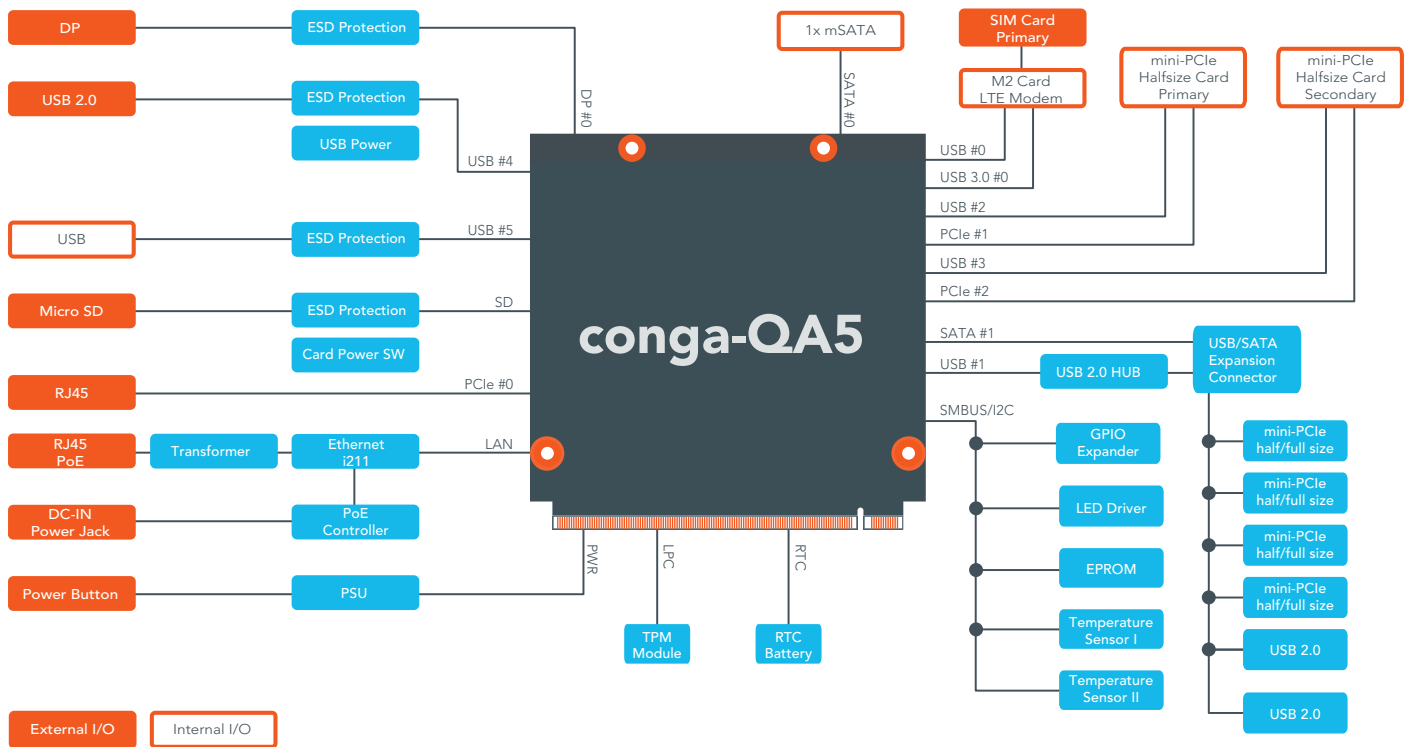 DP
ESD Protection
1x mSATA
SIM Card
Primary
mini-PCIe
Halfsize Card
Primary
mini-PCIe
Halfsize Card
Secondary
M2 Card
LTE Modem
USB 2.0
ESD Protection
USB Power
DP #0
SATA #0
USB #4
USB #0
USB 3.0 #0
USB #2
PCIe #1
USB #3
PCIe #2
USB
ESD Protection
USB #5
Micro SD
ESD Protection
SD
Card Power SW
conga-QA5
SATA #1
USB #1
USB 2.0 HUB
USB/SATA
Expansion
Connector
RJ45
PCIe #0
SMBUS/I2C
RJ45
PoE
Transformer
Ethernet
i211
LAN
GPIO
Expander
mini-PCIe
half/full size
mini-PCIe
half/full size
DC-IN
Power Jack
PoE
Controller
LED Driver
mini-PCIe
half/full size
PWR
LPC
RTC
EPROM
mini-PCIe
half/full size
Power Button
PSU
TPM
Module
RTC
Battery
Temperature
Sensor I
USB 2.0
Temperature
Sensor II
USB 2.0
External I/O
Internal I/O